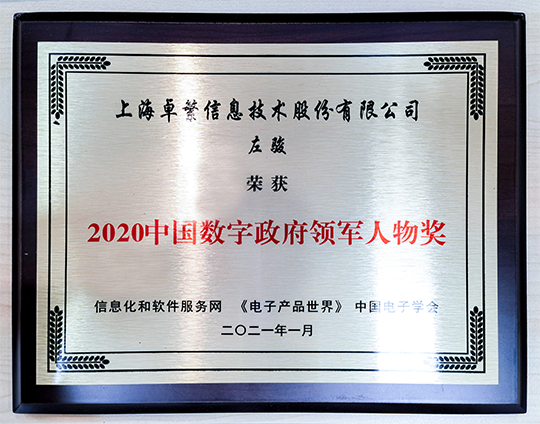 上海卓繁信息技术股份有限公司
左骏
荣获
2020中国数字政府领军人物奖
信息化和软件服务网 《电子产品世界》 中国电子学会
二〇二一年一月